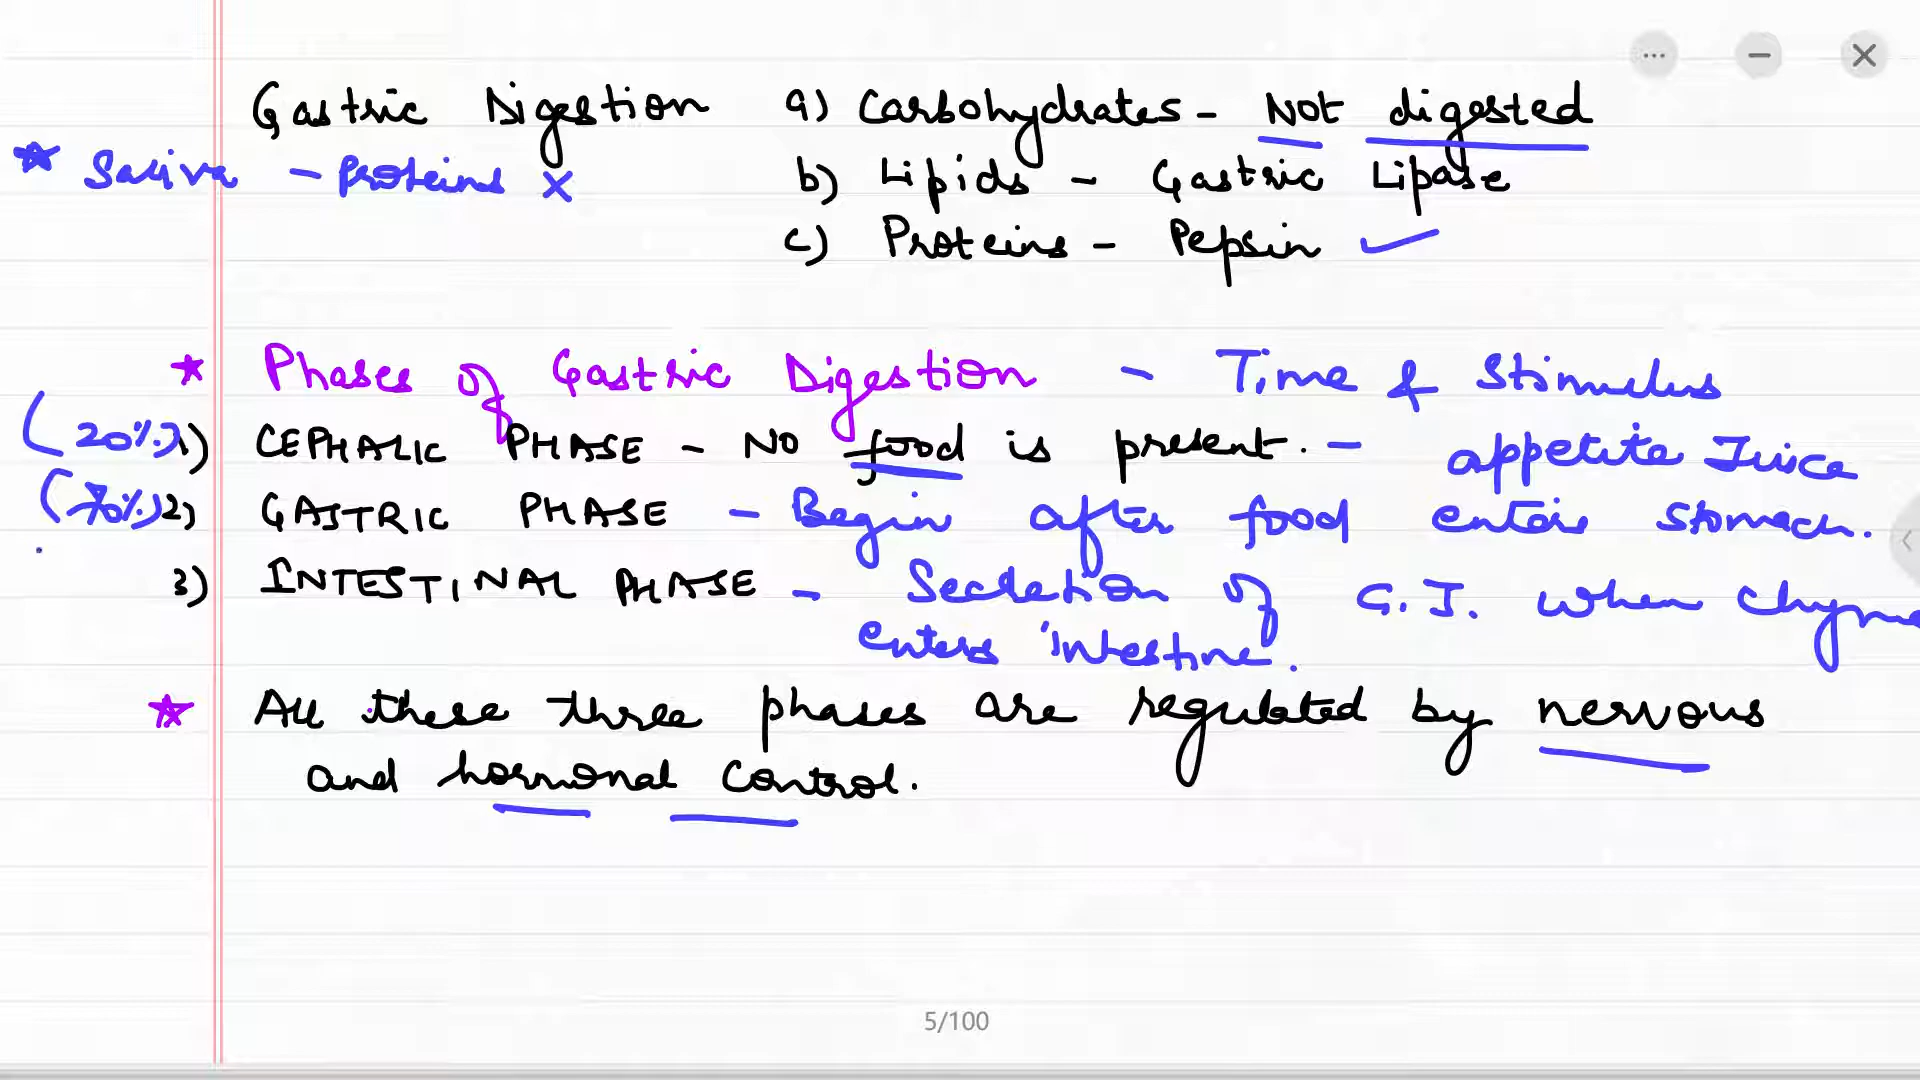 Gastric Digestion a) Carbohydrates - Not digested
* Saliva - Proteins x b) Lipids - Gastric Lipase
c) Proteins - Pepsin ✓
* Phases of Gastric Digestion - Time & Stimulus
(20%) 1) CEPHALIC PHASE - NO food is present. - appetite Juice
(70%) 2) GASTRIC PHASE - Begin after food enters stomach.
3) INTESTINAL PHASE - Secretion of G.J. when chyme
enters intestine.
* All these three phases are regulated by nervous
and hormonal control.
5/100